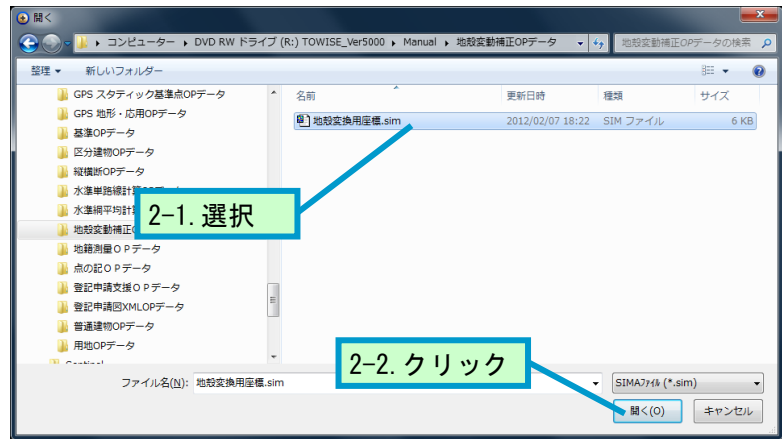 開く
コンピューター ▸ DVD RW ドライブ (R:) TOWISE_Ver5000 ▸ Manual ▸ 地殻変動補正OPデータ
地殻変動補正OPデータの検索
整理 ▼ 新しいフォルダー
GPS スタティック基準点OPデータ
GPS 地形・応用OPデータ
基準OPデータ
区分建物OPデータ
縦横断OPデータ
水準単路線計算OPデータ
水準網平均計
地殻変動補正O
地籍測量OPデータ
点の記OPデータ
登記申請支援OPデータ
登記申請図XMLOPデータ
普通建物OPデータ
用地OPデータ
Sentinel
名前 更新日時 種類 サイズ
地殻変換用座標.sim 2012/02/07 18:22 SIM ファイル 6 KB
2-1. 選択
2-2. クリック
ファイル名(N): 地殻変換用座標.sim
SIMAファイル (*.sim)
開く(O) キャンセル